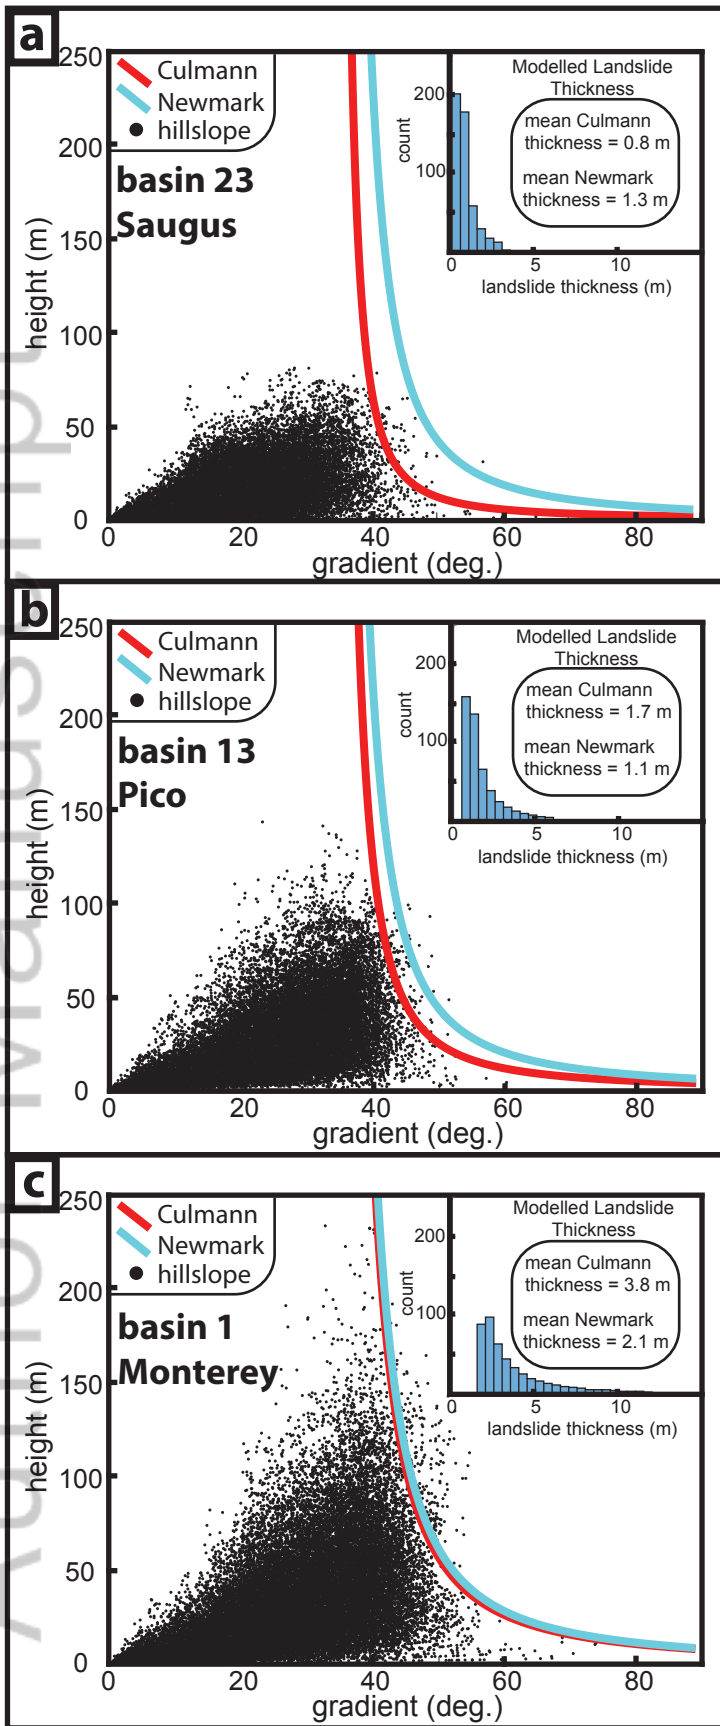 a
250
200
150
100
50
0
height (m)
Culmann
Newmark
hillslope
basin 23
Saugus
0
20
40
60
80
gradient (deg.)
Modelled Landslide
Thickness
mean Culmann
thickness = 0.8 m
mean Newmark
thickness = 1.3 m
count
200
100
0
5
10
landslide thickness (m)
b
250
200
150
100
50
0
height (m)
Culmann
Newmark
hillslope
basin 13
Pico
0
20
40
60
80
gradient (deg.)
Modelled Landslide
Thickness
mean Culmann
thickness = 1.7 m
mean Newmark
thickness = 1.1 m
count
200
100
0
5
10
landslide thickness (m)
c
250
200
150
100
50
0
height (m)
Culmann
Newmark
hillslope
basin 1
Monterey
0
20
40
60
80
gradient (deg.)
Modelled Landslide
Thickness
mean Culmann
thickness = 3.8 m
mean Newmark
thickness = 2.1 m
count
200
100
0
5
10
landslide thickness (m)
Author Manuscript